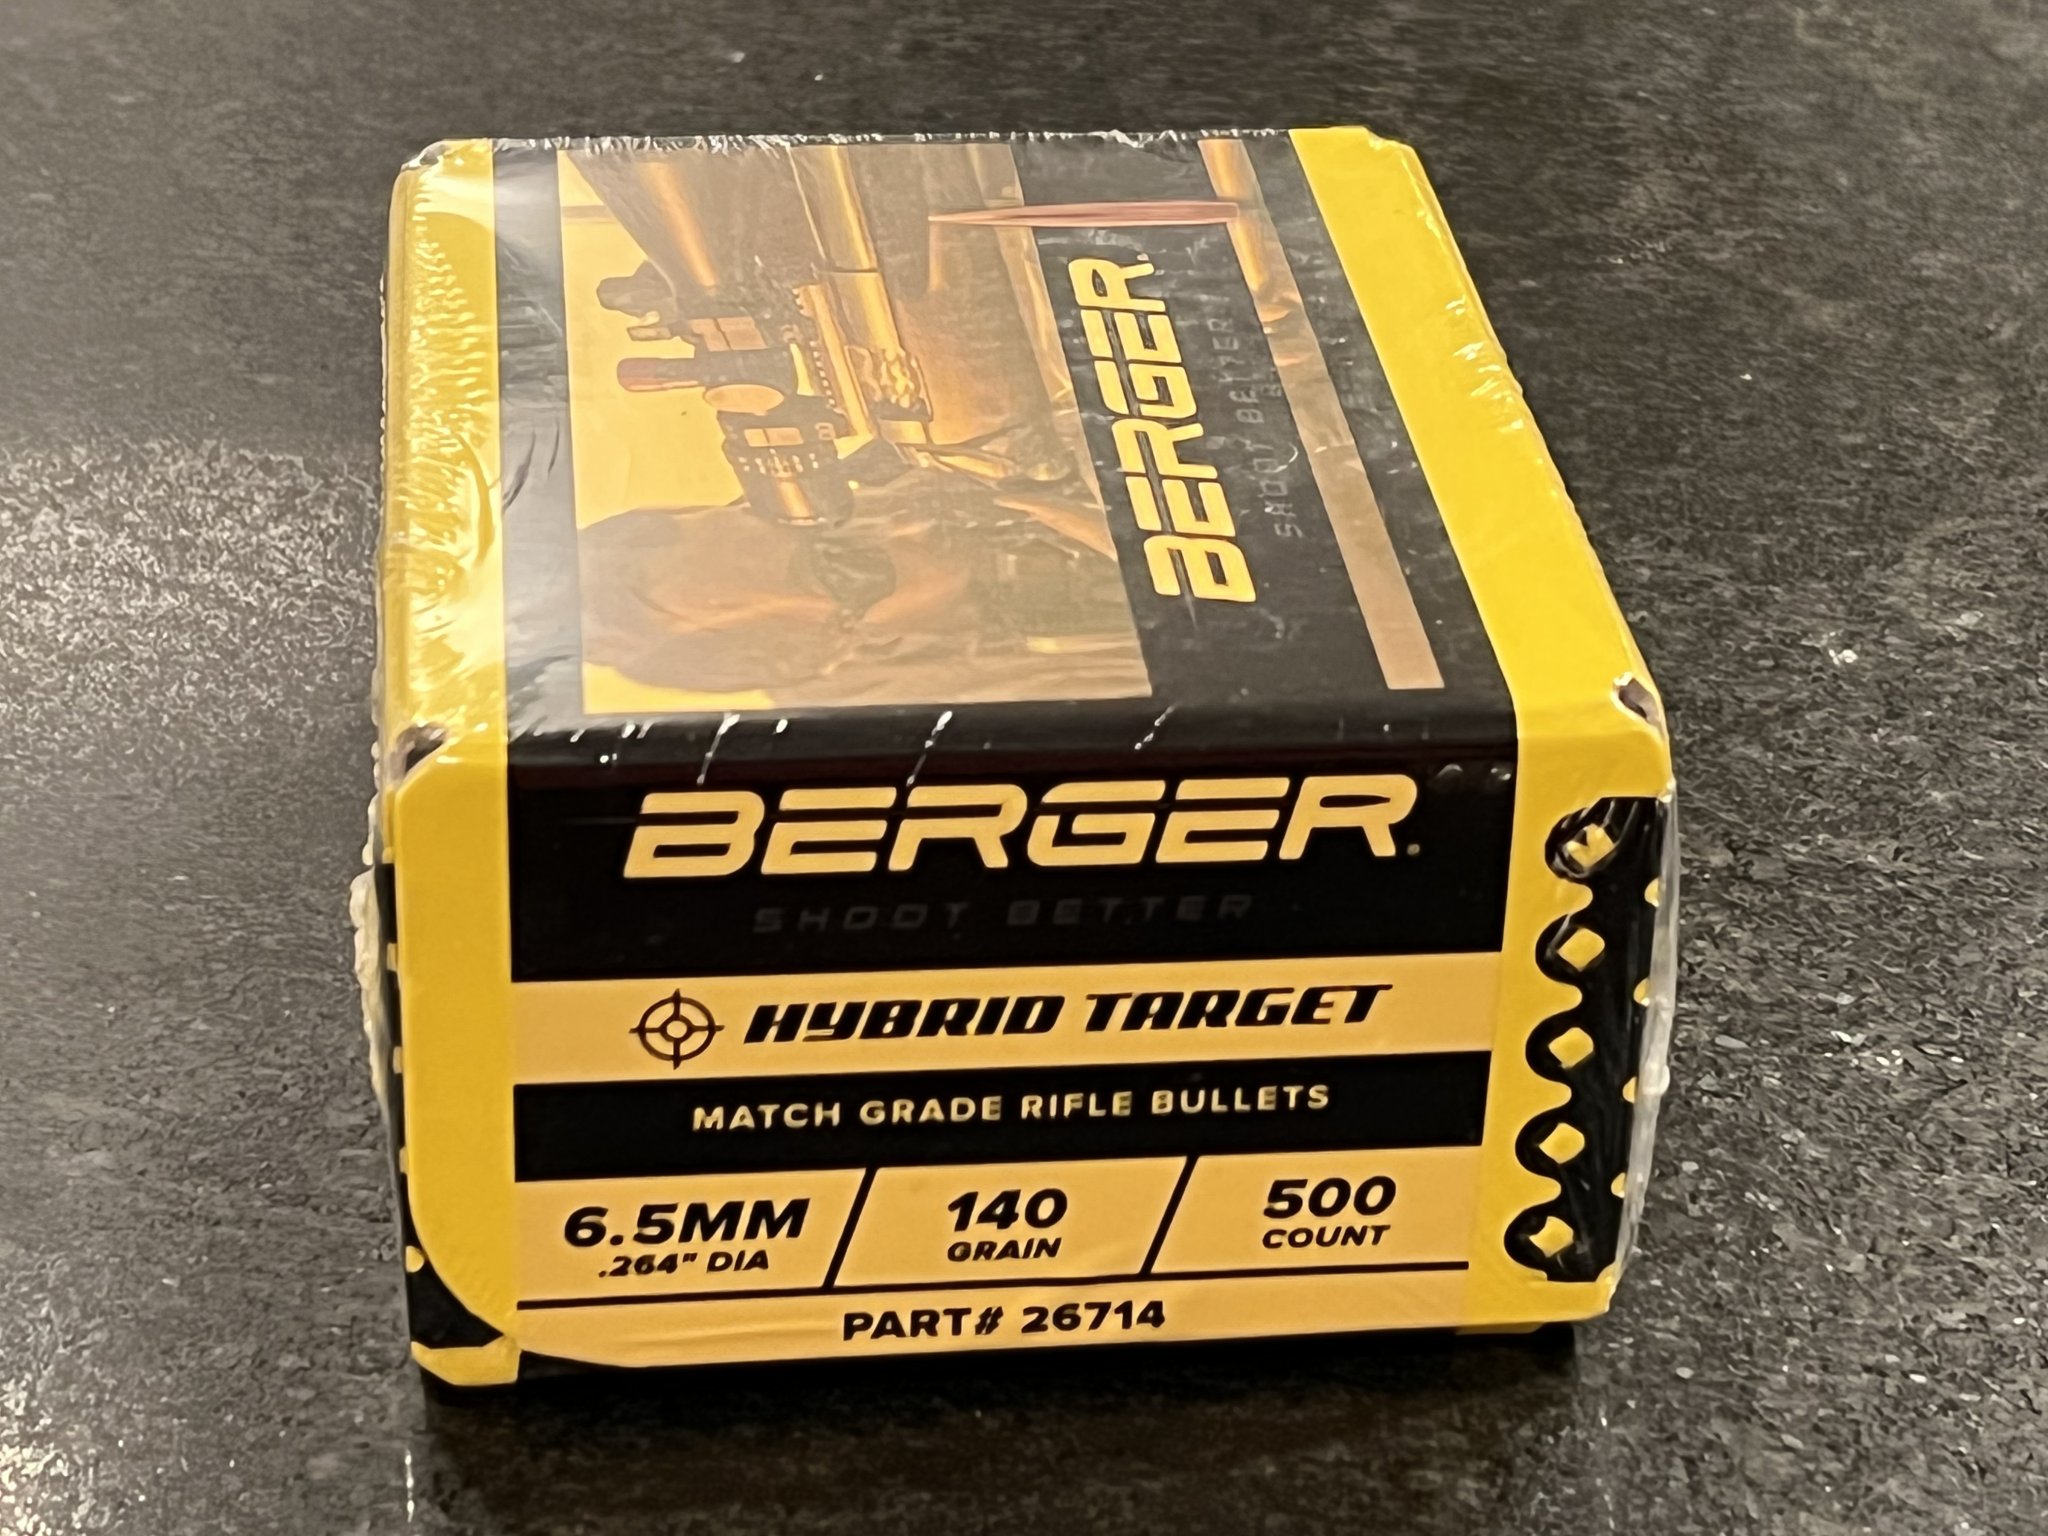 BERGER
SHOOT BETTER
BERGER
SHOOT BETTER
HYBRID TARGET
MATCH GRADE RIFLE BULLETS
6.5MM
.264" DIA
140
GRAIN
500
COUNT
PART# 26714